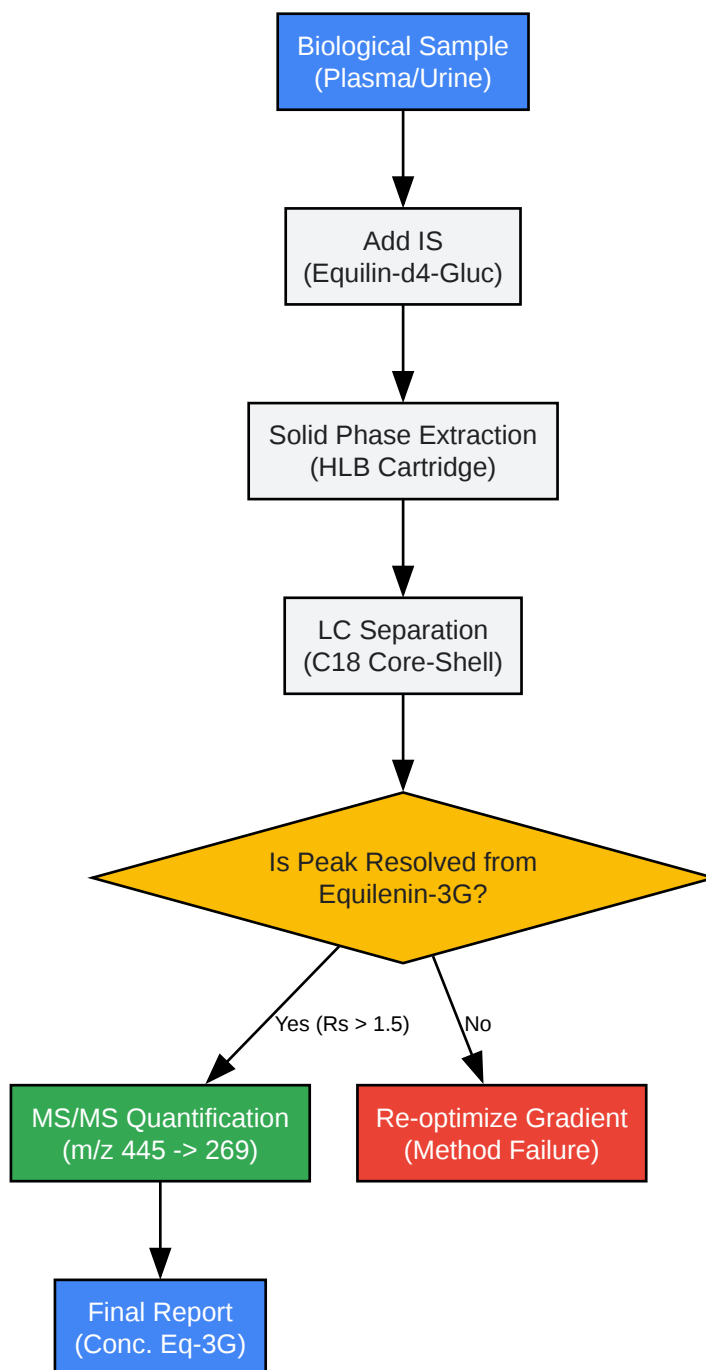 Biological Sample
(Plasma/Urine)
Add IS
(Equilin-d4-Gluc)
Solid Phase Extraction
(HLB Cartridge)
LC Separation
(C18 Core-Shell)
Is Peak Resolved from
Equilenin-3G?
Yes (Rs > 1.5)
No
MS/MS Quantification
(m/z 445 -> 269)
Re-optimize Gradient
(Method Failure)
Final Report
(Conc. Eq-3G)